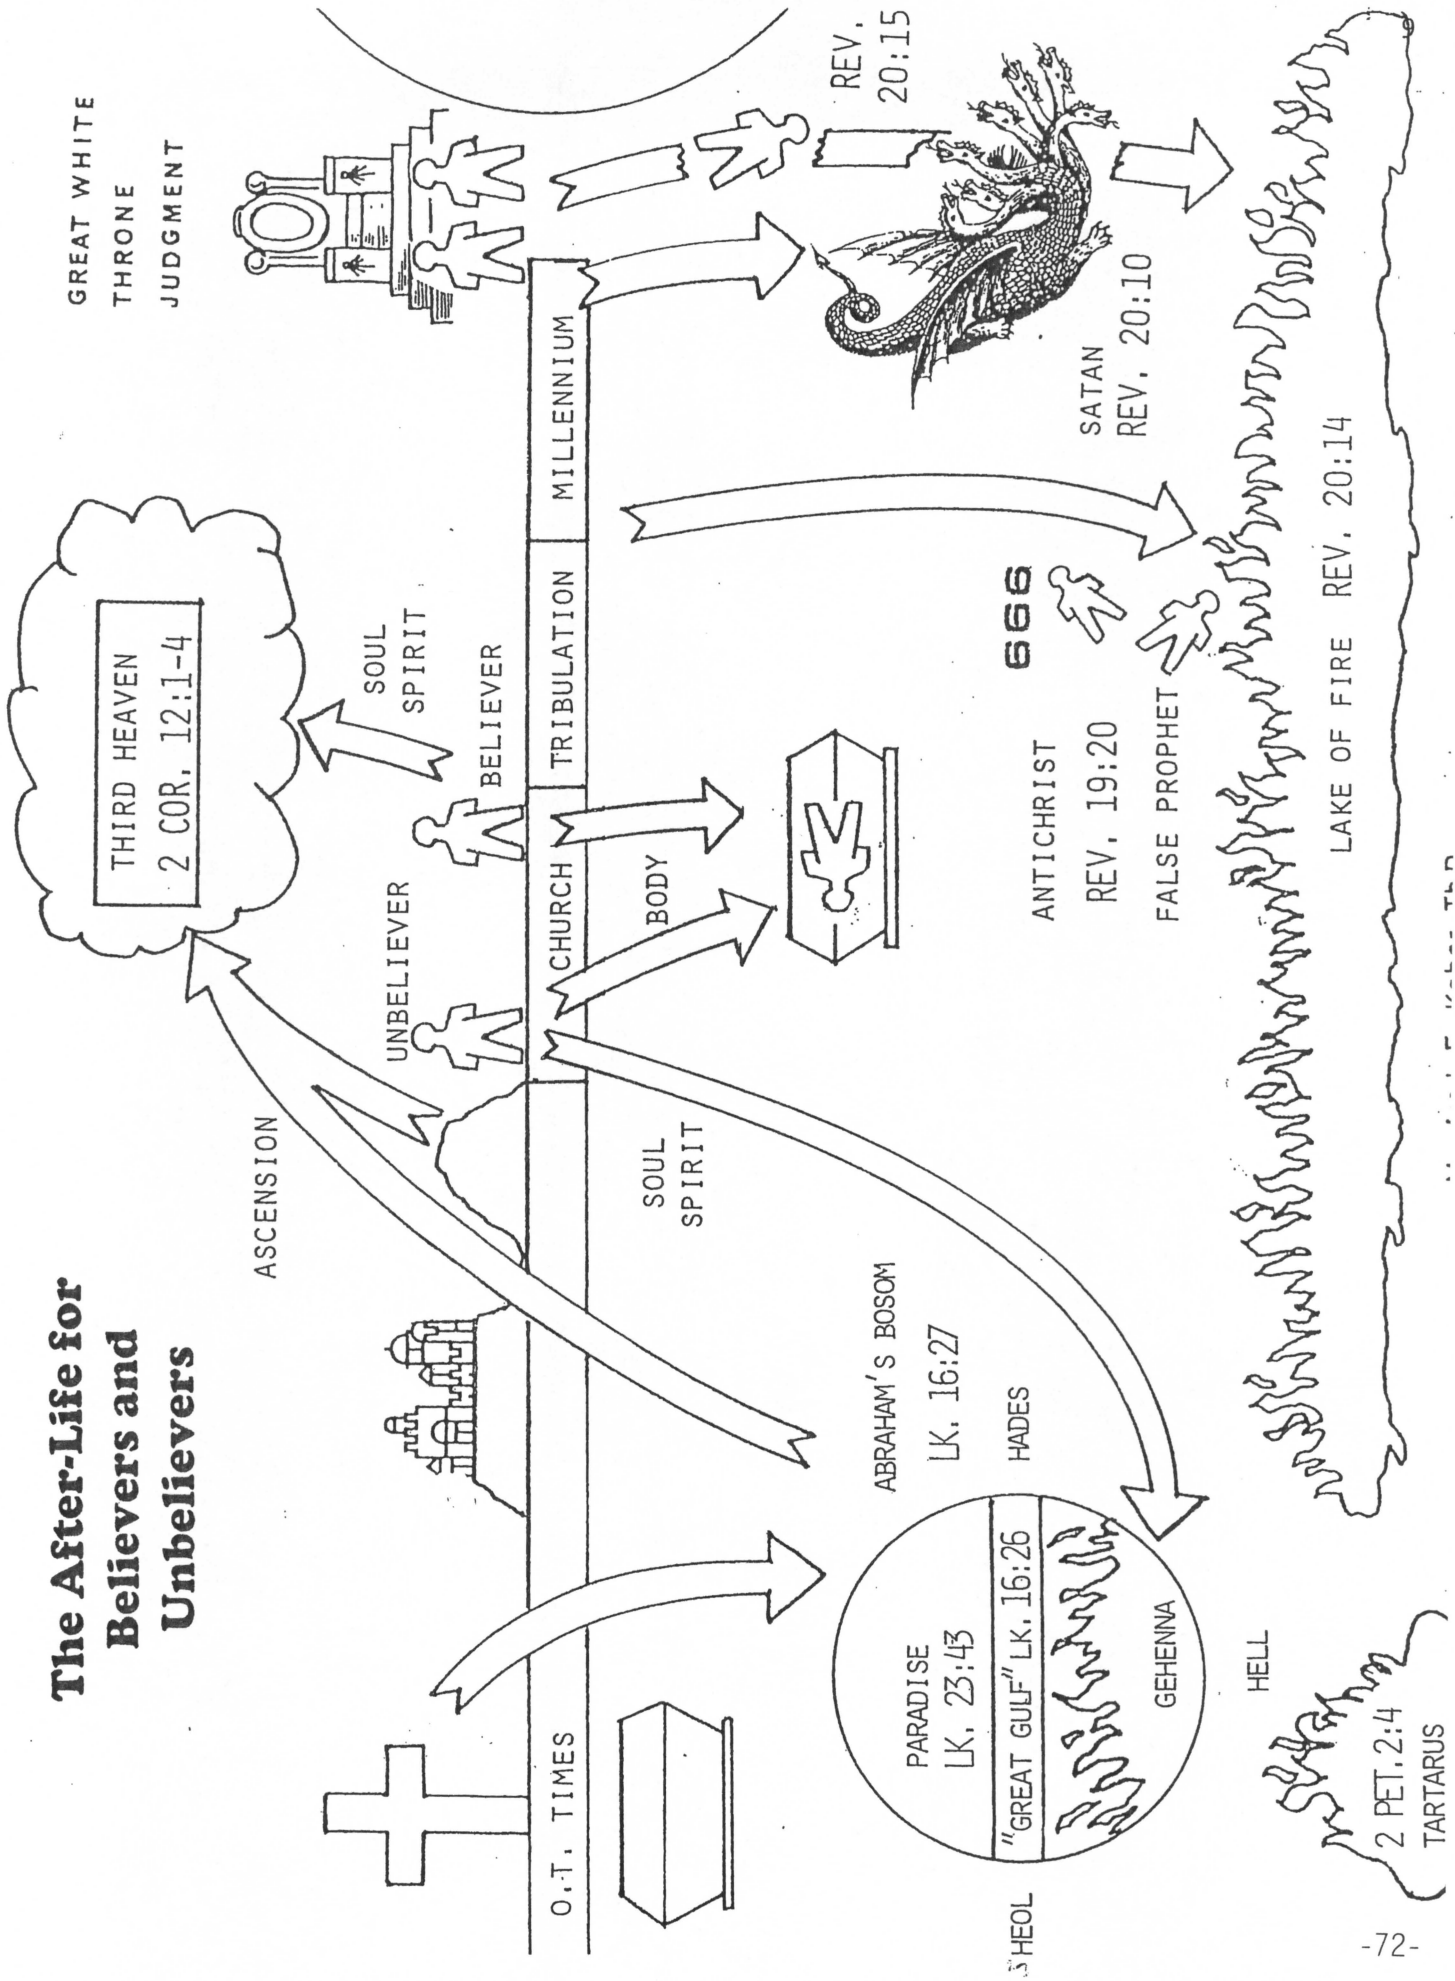 The After-Life for
Believers and
Unbelievers
GREAT WHITE
THRONE
JUDGMENT
THIRD HEAVEN
2 COR. 12:1-4
ASCENSION
SOUL
SPIRIT
UNBELIEVER
BELIEVER
O.T. TIMES
CHURCH
TRIBULATION
MILLENNIUM
SOUL
SPIRIT
BODY
REV.
20:15
SATAN
REV. 20:10
ABRAHAM'S BOSOM
LK. 16:27
HADES
SHEOL
PARADISE
LK. 23:43
"GREAT GULF" LK. 16:26
GEHENNA
HELL
666
ANTICHRIST
REV. 19:20
FALSE PROPHET
LAKE OF FIRE REV. 20:14
2 PET. 2:4
TARTARUS
-72-